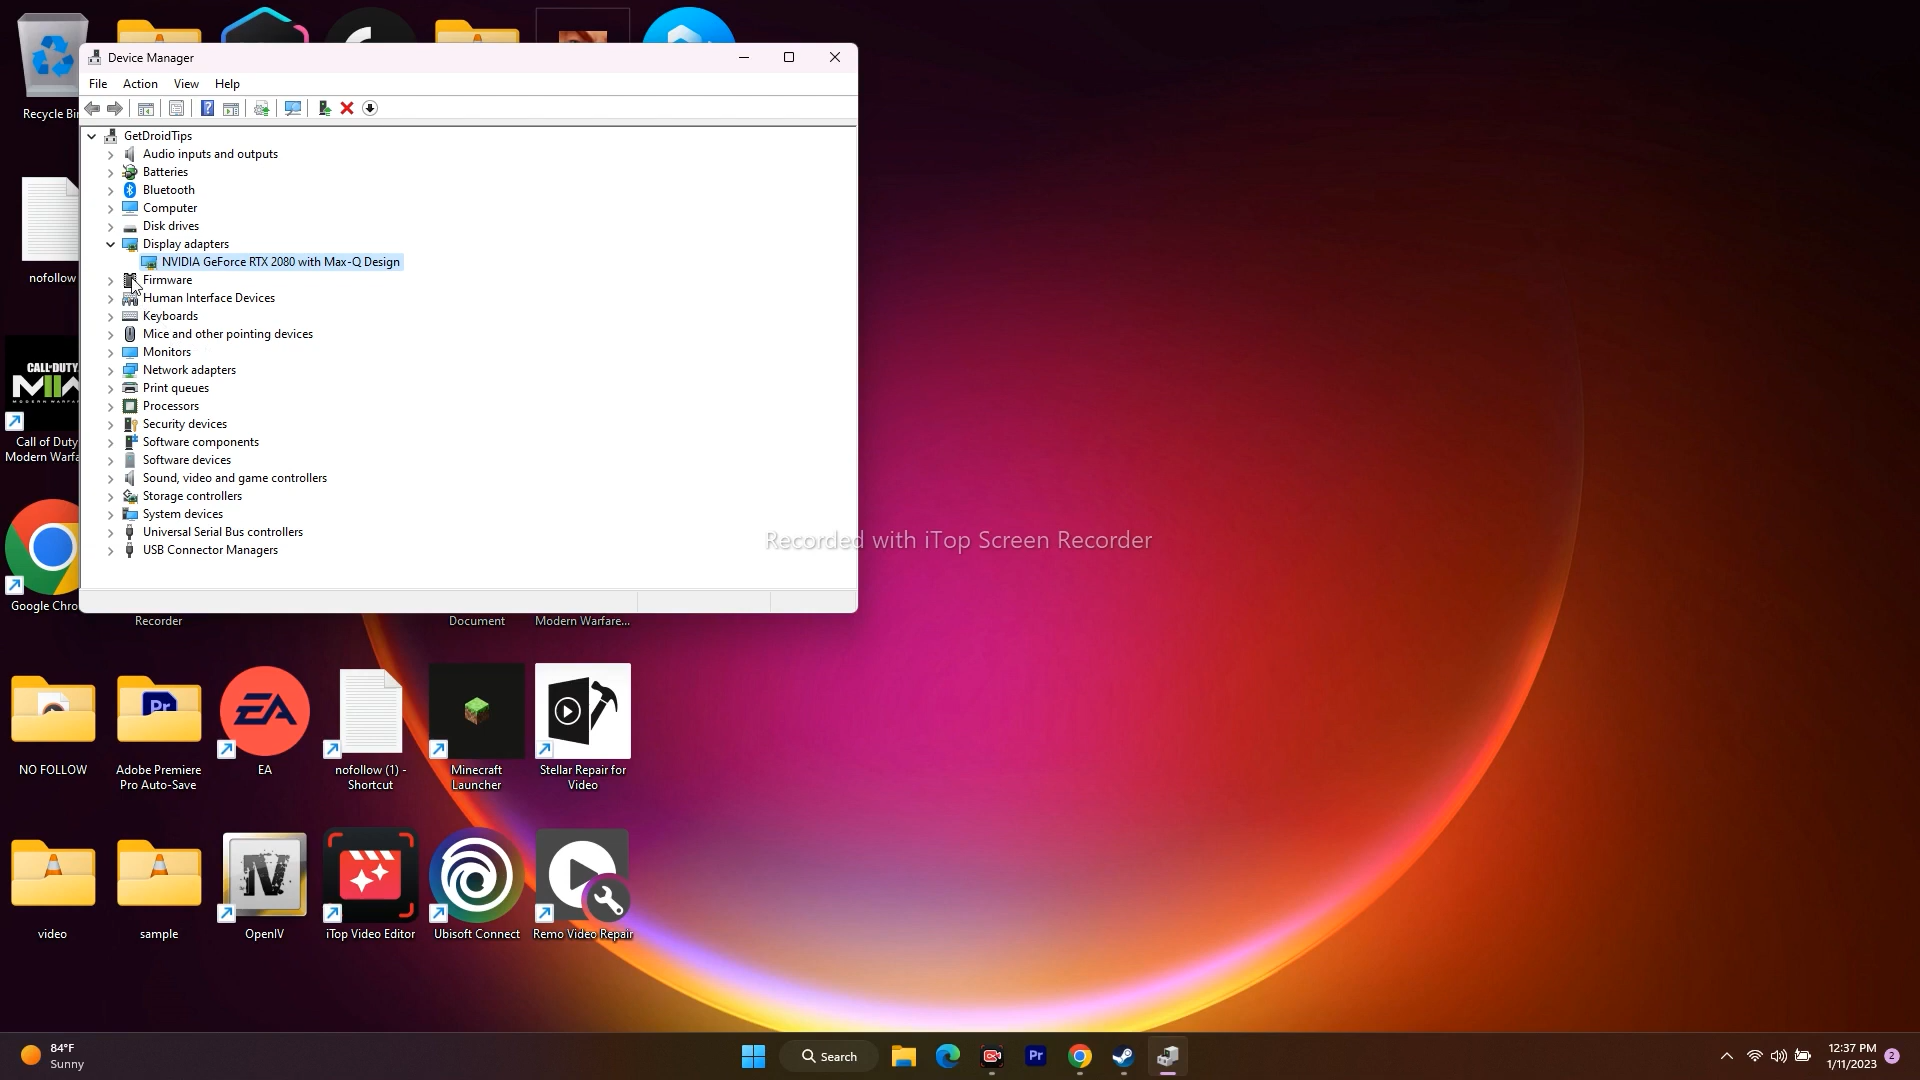 Device Manager
File Action View Help
GetDroidTips
Audio inputs and outputs
Batteries
Bluetooth
Computer
Disk drives
Display adapters
NVIDIA GeForce RTX 2080 with Max-Q Design
Firmware
Human Interface Devices
Keyboards
Mice and other pointing devices
Monitors
Network adapters
Print queues
Processors
Security devices
Software components
Software devices
Sound, video and game controllers
Storage controllers
System devices
Universal Serial Bus controllers
USB Connector Managers
Recycle Bin
nofollow
CALL OF DUTY
Call of Duty
Modern Warfa
Google Chro
Recorder
Document
Modern Warfare...
Recorded with iTop Screen Recorder
Pr
EA
NO FOLLOW
Adobe Premiere
Pro Auto-Save
EA
nofollow (1) -
Shortcut
Minecraft
Launcher
Stellar Repair for
Video
IV
video
sample
OpenIV
iTop Video Editor
Ubisoft Connect
Remo Video Repair
84°F
Sunny
Search
Pr
12:37 PM
1/11/2023
2